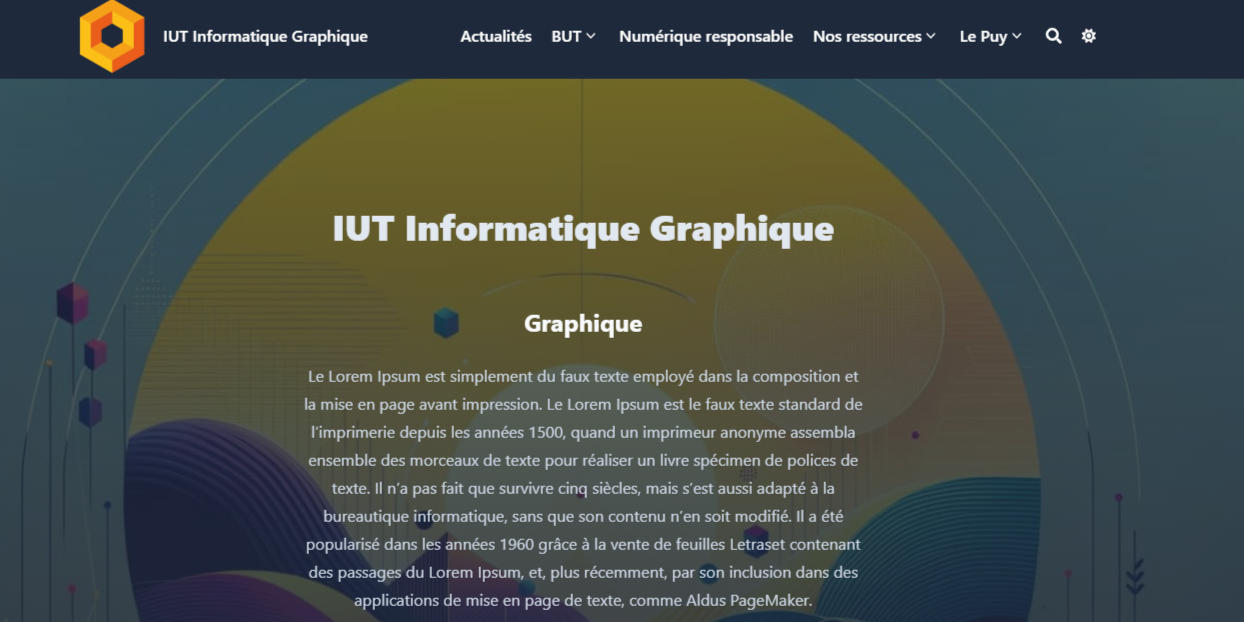 IUT Informatique Graphique
Actualités BUT Numérique responsable Nos ressources Le Puy
IUT Informatique Graphique
Graphique
Le Lorem Ipsum est simplement du faux texte employé dans la composition et
la mise en page avant impression. Le Lorem Ipsum est le faux texte standard de
l’imprimerie depuis les années 1500, quand un imprimeur anonyme assembla
ensemble des morceaux de texte pour réaliser un livre spécimen de polices de
texte. Il n’a pas fait que survivre cinq siècles, mais s’est aussi adapté à la
bureautique informatique, sans que son contenu n’en soit modifié. Il a été
popularisé dans les années 1960 grâce à la vente de feuilles Letraset contenant
des passages du Lorem Ipsum, et, plus récemment, par son inclusion dans des
applications de mise en page de texte, comme Aldus PageMaker.